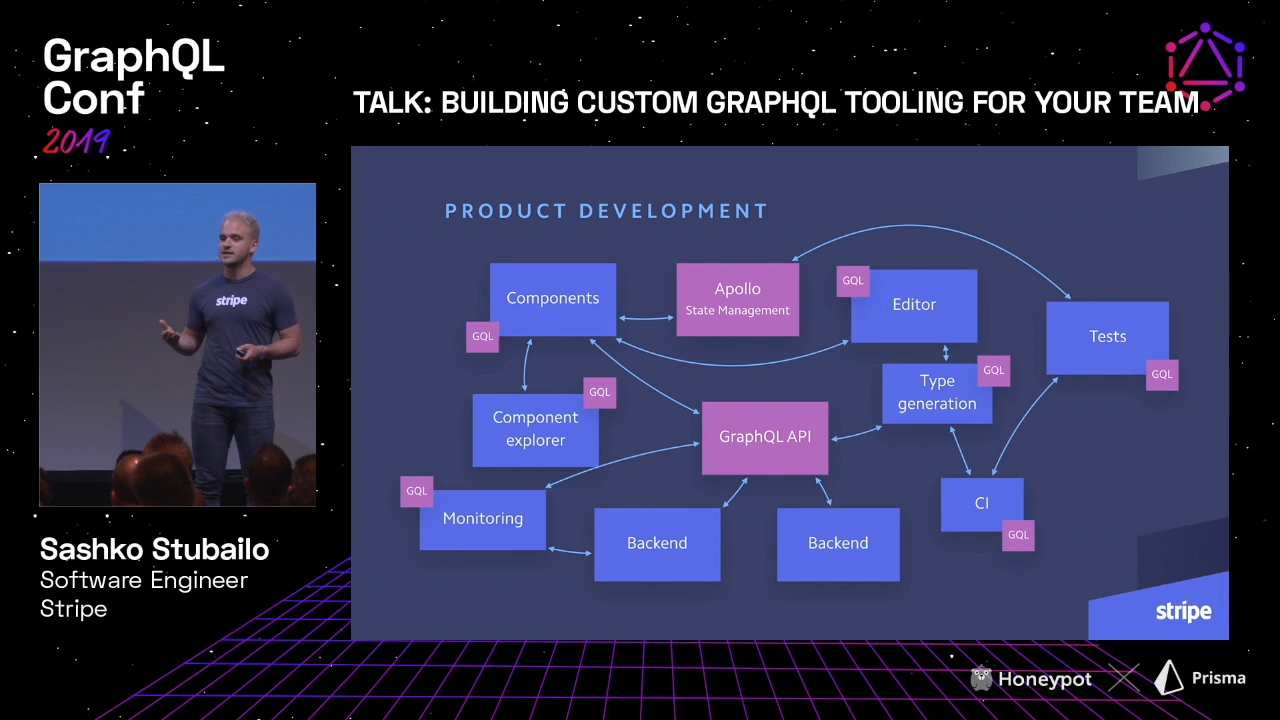 GraphQL
Conf
2019
TALK: BUILDING CUSTOM GRAPHQL TOOLING FOR YOUR TEAM
stripe
Sashko Stubailo
Software Engineer
Stripe
PRODUCT DEVELOPMENT
Components
GQL
Apollo
State Management
GQL
Editor
Tests
GQL
Component
explorer
GQL
Type
generation
GQL
GraphQL API
GQL
Monitoring
Backend
Backend
CI
GQL
stripe
Honeypot
Prisma